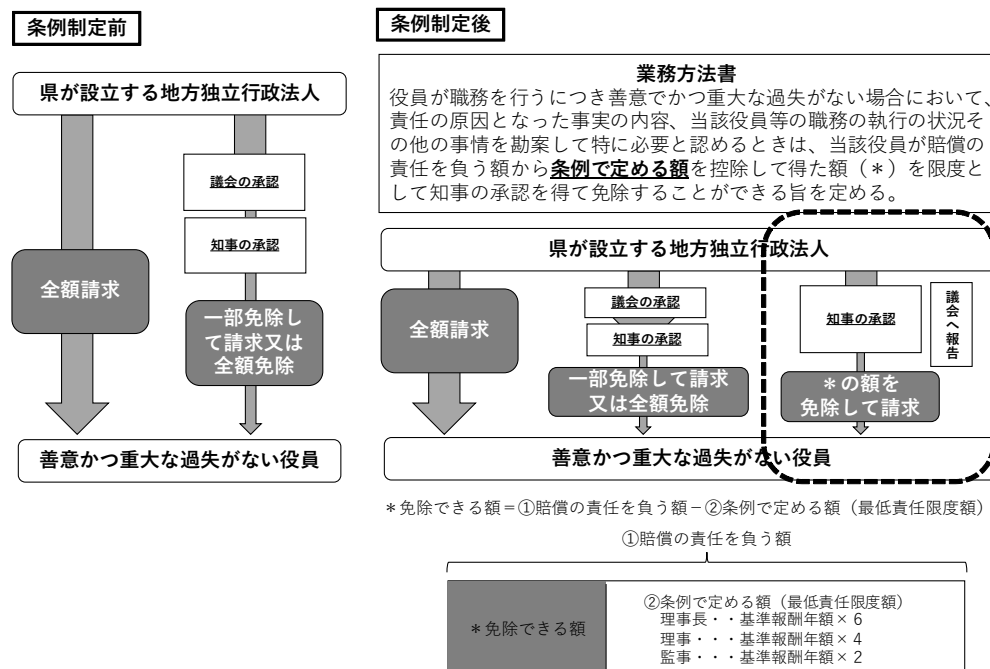 条例制定前
県が設立する地方独立行政法人
議会の承認
知事の承認
全額請求
一部免除し
て請求又は
全額免除
善意かつ重大な過失がない役員
条例制定後
業務方法書
役員が職務を行うにつき善意でかつ重大な過失がない場合において、
責任の原因となった事実の内容、当該役員等の職務の執行の状況そ
の他の事情を勘案して特に必要と認めるときは、当該役員が賠償の
責任を負う額から条例で定める額を控除して得た額（＊）を限度と
して知事の承認を得て免除することができる旨を定める。
県が設立する地方独立行政法人
全額請求
議会の承認
知事の承認
一部免除して請求
又は全額免除
知事の承認
議会へ報告
＊の額を
免除して請求
善意かつ重大な過失がない役員
＊免除できる額＝①賠償の責任を負う額－②条例で定める額（最低責任限度額）
①賠償の責任を負う額
＊免除できる額
②条例で定める額（最低責任限度額）
理事長・・基準報酬年額×６
理事・・・基準報酬年額×４
監事・・・基準報酬年額×２